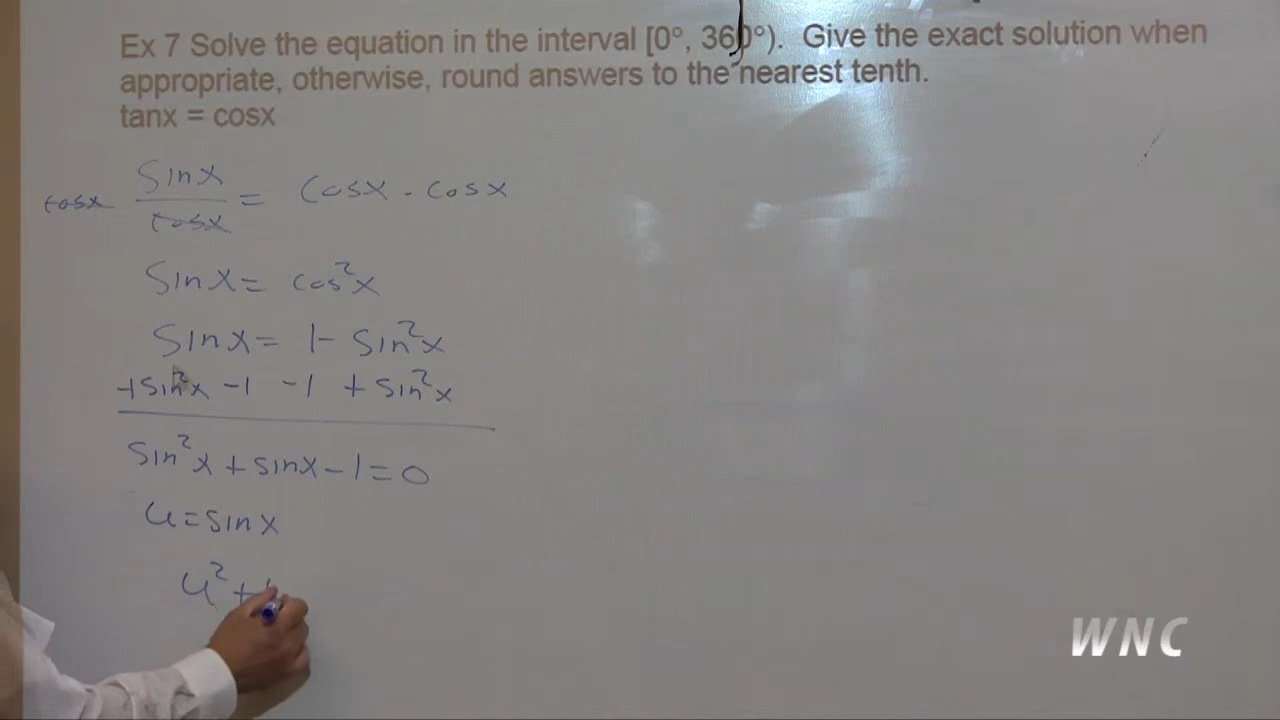 Ex 7 Solve the equation in the interval [0°, 360°). Give the exact solution when
appropriate, otherwise, round answers to the nearest tenth.
tanx = cosx
cosx sinx/cosx = cosx · cosx
sinx = cos²x
sinx = 1 - sin²x
+sin²x -1 -1 + sin²x
sin²x + sinx - 1 = 0
u = sinx
u² +
WNC